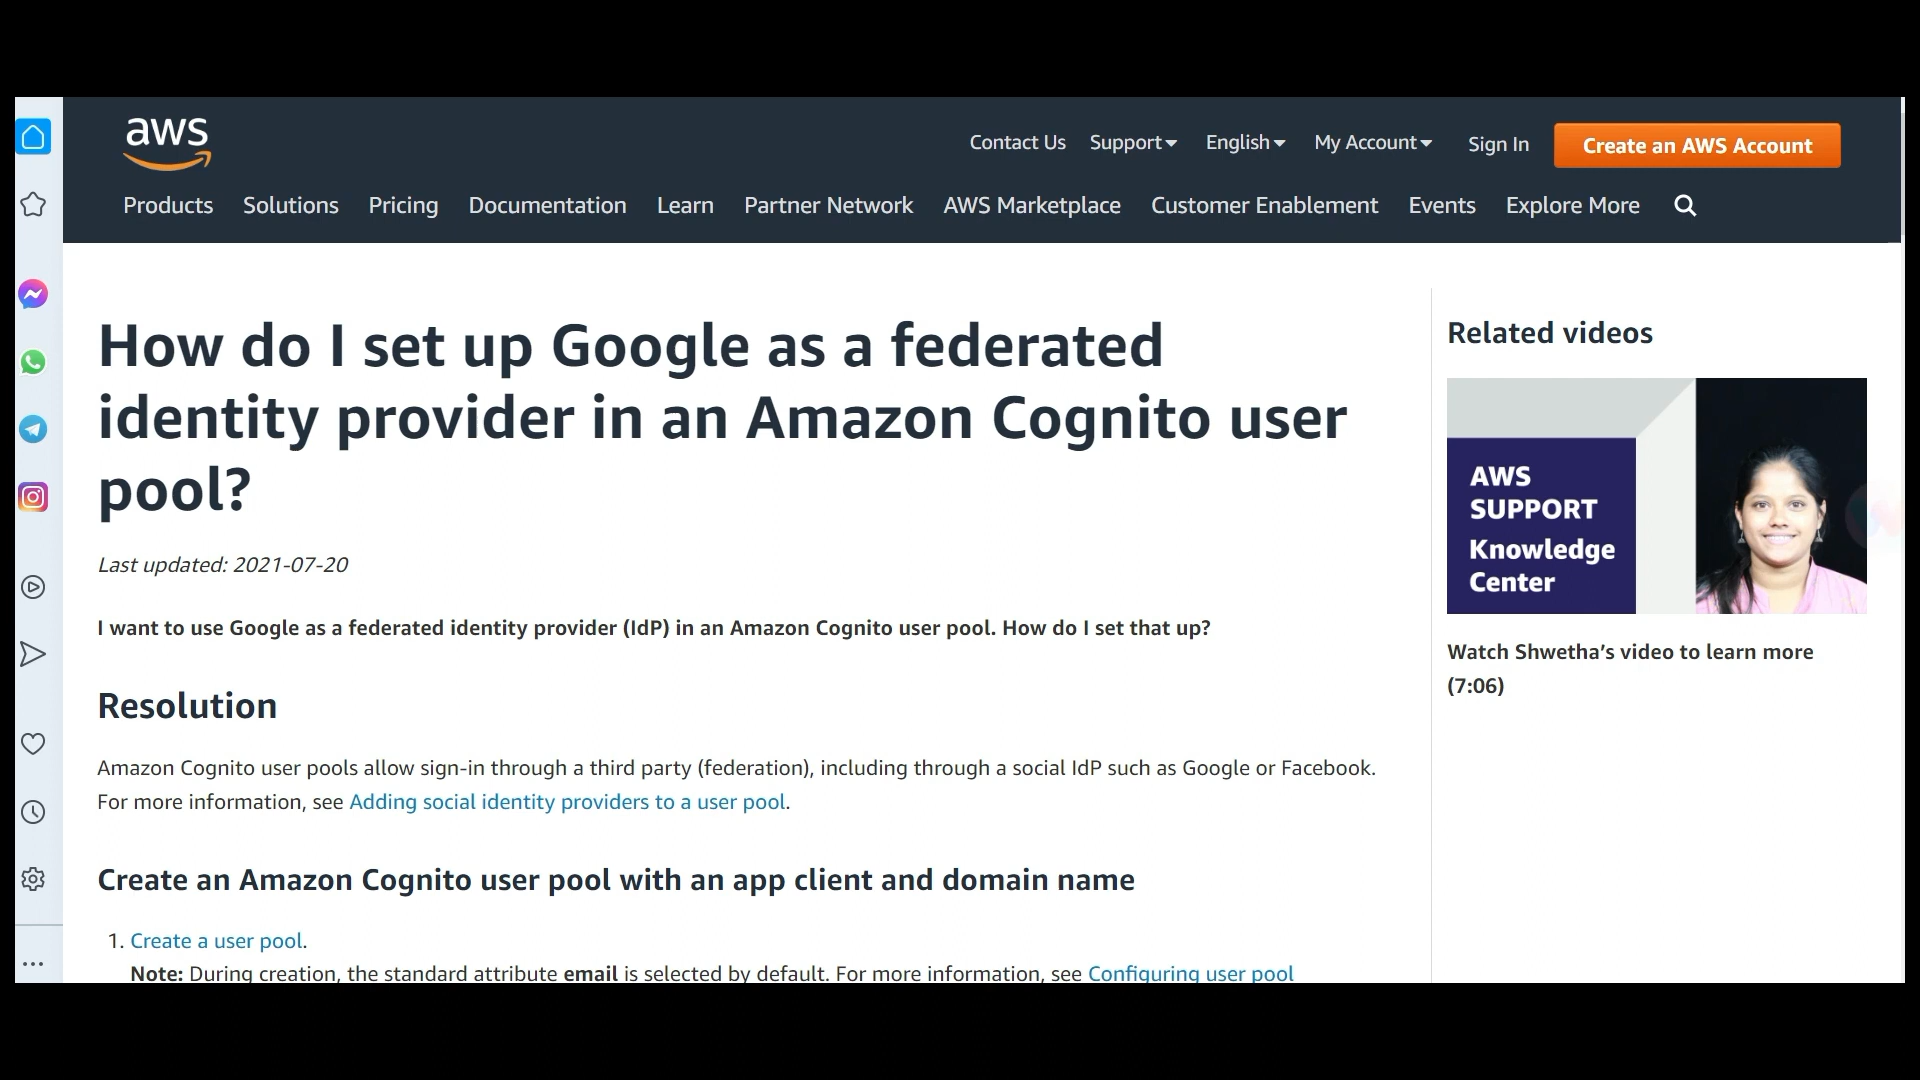 aws
Contact Us Support English My Account Sign In Create an AWS Account
Products Solutions Pricing Documentation Learn Partner Network AWS Marketplace Customer Enablement Events Explore More
How do I set up Google as a federated
identity provider in an Amazon Cognito user
pool?
Last updated: 2021-07-20
I want to use Google as a federated identity provider (IdP) in an Amazon Cognito user pool. How do I set that up?
Resolution
Amazon Cognito user pools allow sign-in through a third party (federation), including through a social IdP such as Google or Facebook.
For more information, see Adding social identity providers to a user pool.
Create an Amazon Cognito user pool with an app client and domain name
1. Create a user pool.
Note: During creation, the standard attribute email is selected by default. For more information, see Configuring user pool
Related videos
AWS
SUPPORT
Knowledge
Center
Watch Shwetha’s video to learn more
(7:06)